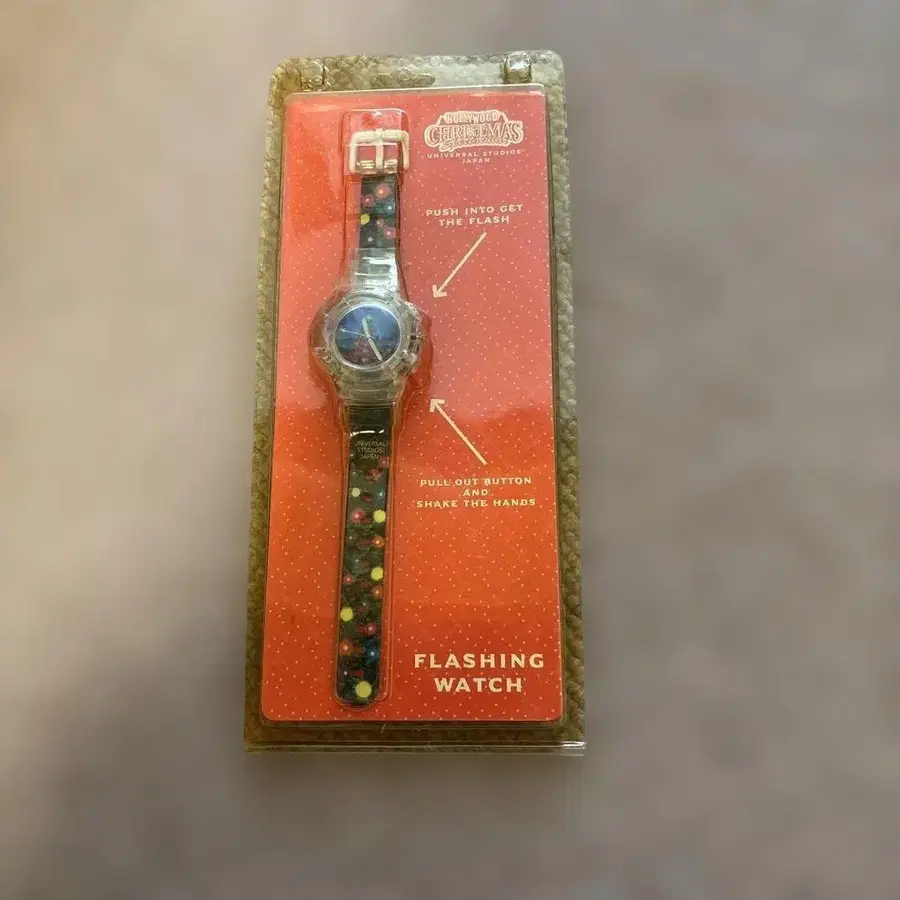 HOLLYWOOD
CHRISTMAS
Spectacular
UNIVERSAL STUDIOS
JAPAN
PUSH INTO GET
THE FLASH
UNIVERSAL
STUDIOS
JAPAN
PULL OUT BUTTON
AND
SHAKE THE HANDS
FLASHING
WATCH